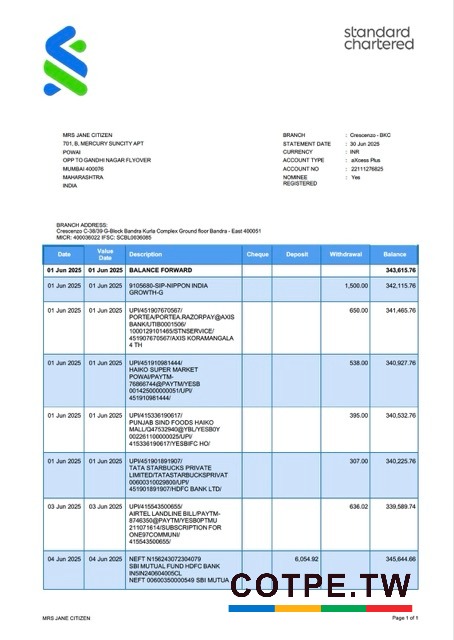 standard
chartered
MRS JANE CITIZEN
701, B, MERCURY SUNCITY APT
POWAI
OPP TO GANDHI NAGAR FLYOVER
MUMBAI 400076
MAHARASHTRA
INDIA
BRANCH : Crescenzo - BKC
STATEMENT DATE : 30 Jun 2025
CURRENCY : INR
ACCOUNT TYPE : aXcess Plus
ACCOUNT NO : 22111276825
NOMINEE : Yes
REGISTERED
BRANCH ADDRESS:
Crescenzo C-38/39 G-Block Bandra Kurla Complex Ground floor Bandra - East 400051
MICR: 400036022 IFSC: SCBL0036085
Date Value Date Description Cheque Deposit Withdrawal Balance
01 Jun 2025 01 Jun 2025 BALANCE FORWARD 343,615.76
01 Jun 2025 01 Jun 2025 9105680-SIP-NIPPON INDIA 1,500.00 342,115.76
GROWTH-G
01 Jun 2025 01 Jun 2025 UPI/451907670567/ 650.00 341,465.76
PORTEA/PORTEA.RAZORPAY@AXIS
BANK/UTIB0001506/
1000129101465/STNSERVICE/
451907670567/AXIS KORAMANGALA
4 TH
01 Jun 2025 01 Jun 2025 UPI/451910981444/ 538.00 340,927.76
HAIKO SUPER MARKET
POWAI/PAYTM-
76866744@PAYTM/YESB
001425000000051/UPI/
451910981444/
01 Jun 2025 01 Jun 2025 UPI/415336190617/ 395.00 340,532.76
PUNJAB SIND FOODS HAIKO
MALL/Q47532940@YBL/YESB0Y
002261100000025/UPI/
415336190617/YESBIFC HO/
01 Jun 2025 01 Jun 2025 UPI/451901891907/ 307.00 340,225.76
TATA STARBUCKS PRIVATE
LIMITED/TATASTARBUCKSPRIVAT
00600310029800/UPI/
451901891907/HDFC BANK LTD/
03 Jun 2025 03 Jun 2025 UPI/415543500655/ 636.02 339,589.74
AIRTEL LANDLINE BILL/PAYTM-
8746350@PAYTM/YESB0PTMU
211071614/SUBSCRIPTION FOR
ONE97COMMUNI/
415543500655/
04 Jun 2025 04 Jun 2025 NEFT N156243072304079 6,054.92 345,644.66
SBI MUTUAL FUND HDFC BANK
IN5IN240604005CL
NEFT 00600350000549 SBI MUTUA
COTPE.TW
MRS JANE CITIZEN
Page 1 of 1